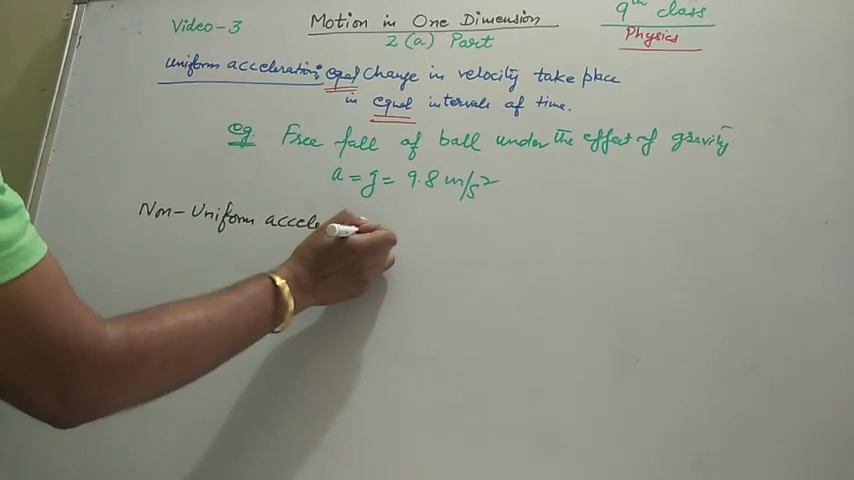 Video-3
Motion in One Dimension
2(a) Part
9th class
Physics
Uniform acceleration: equal change in velocity take place
in equal intervals of time.
eg. Free fall of ball under the effect of gravity
a = g = 9.8 m/s2
Non-Uniform accele